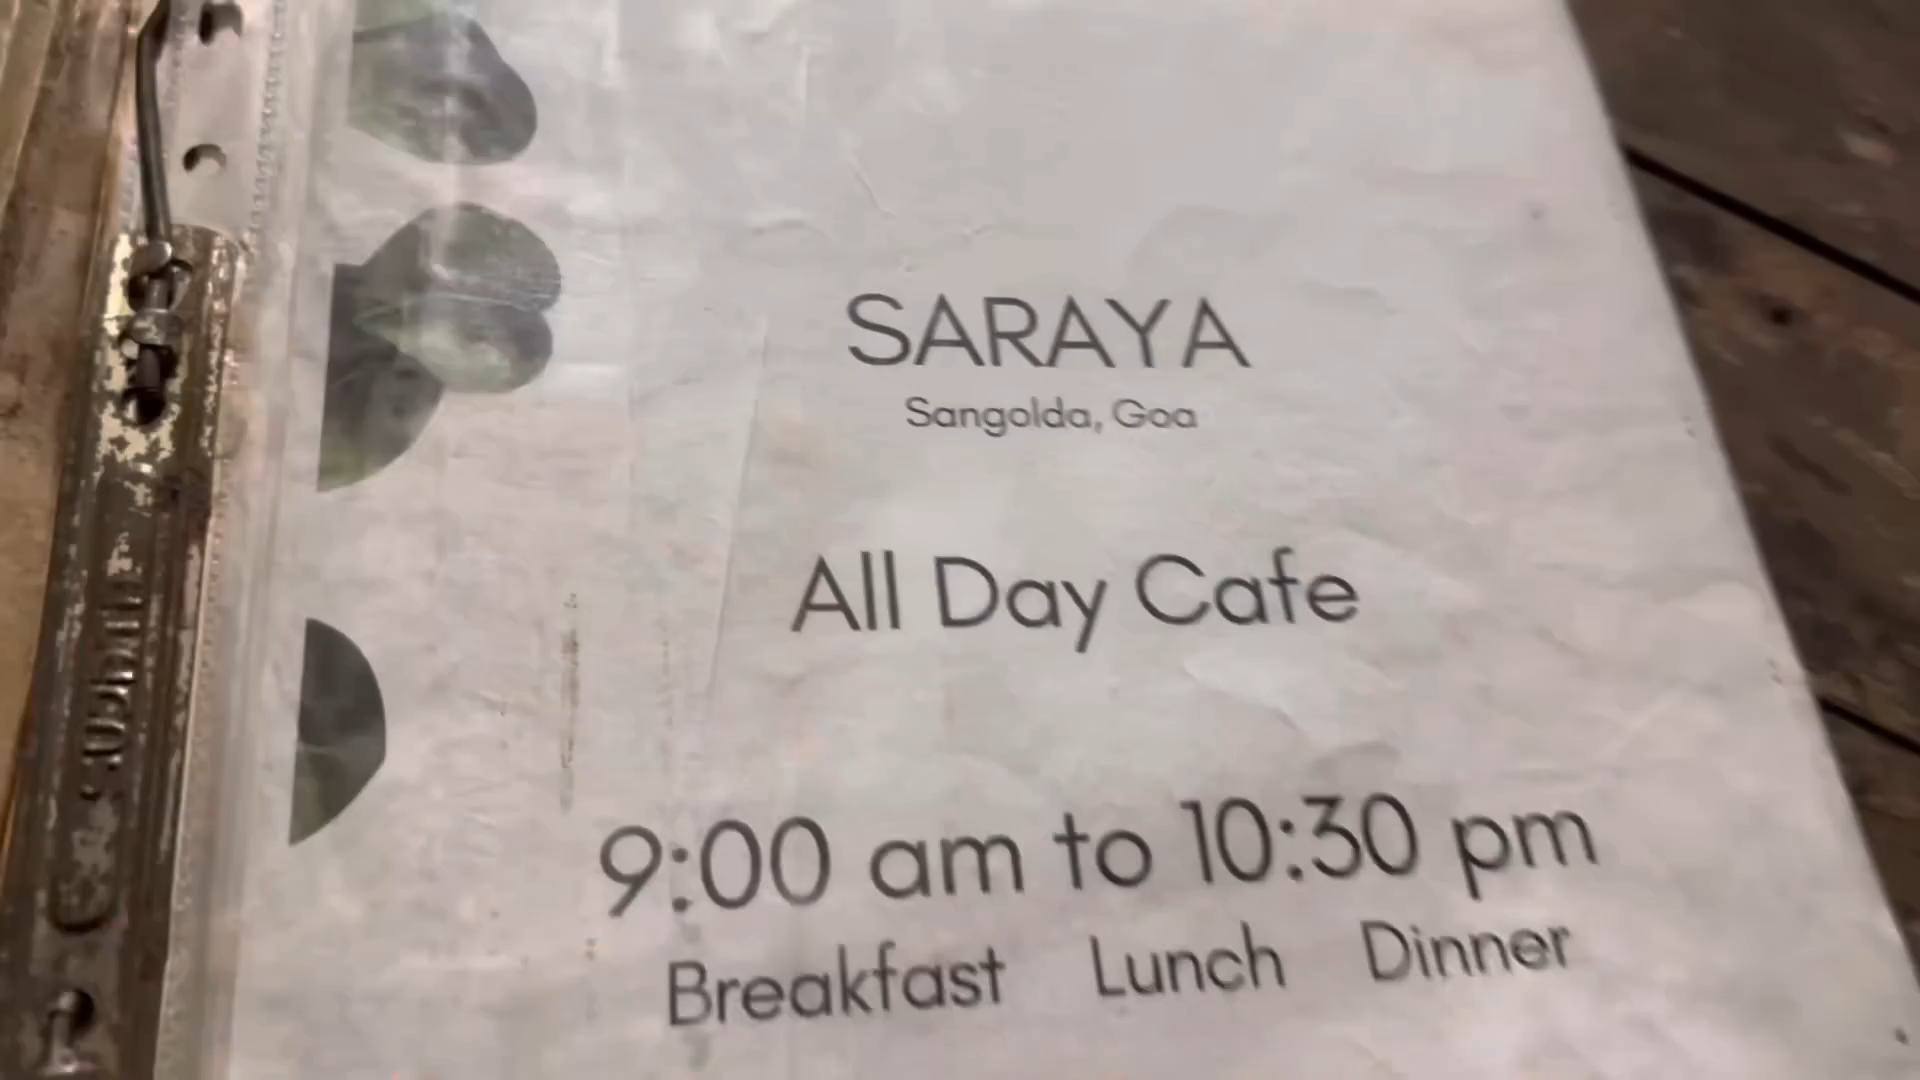 SARAYA
Sangolda, Goa
All Day Cafe
9:00 am to 10:30 pm
Breakfast Lunch Dinner